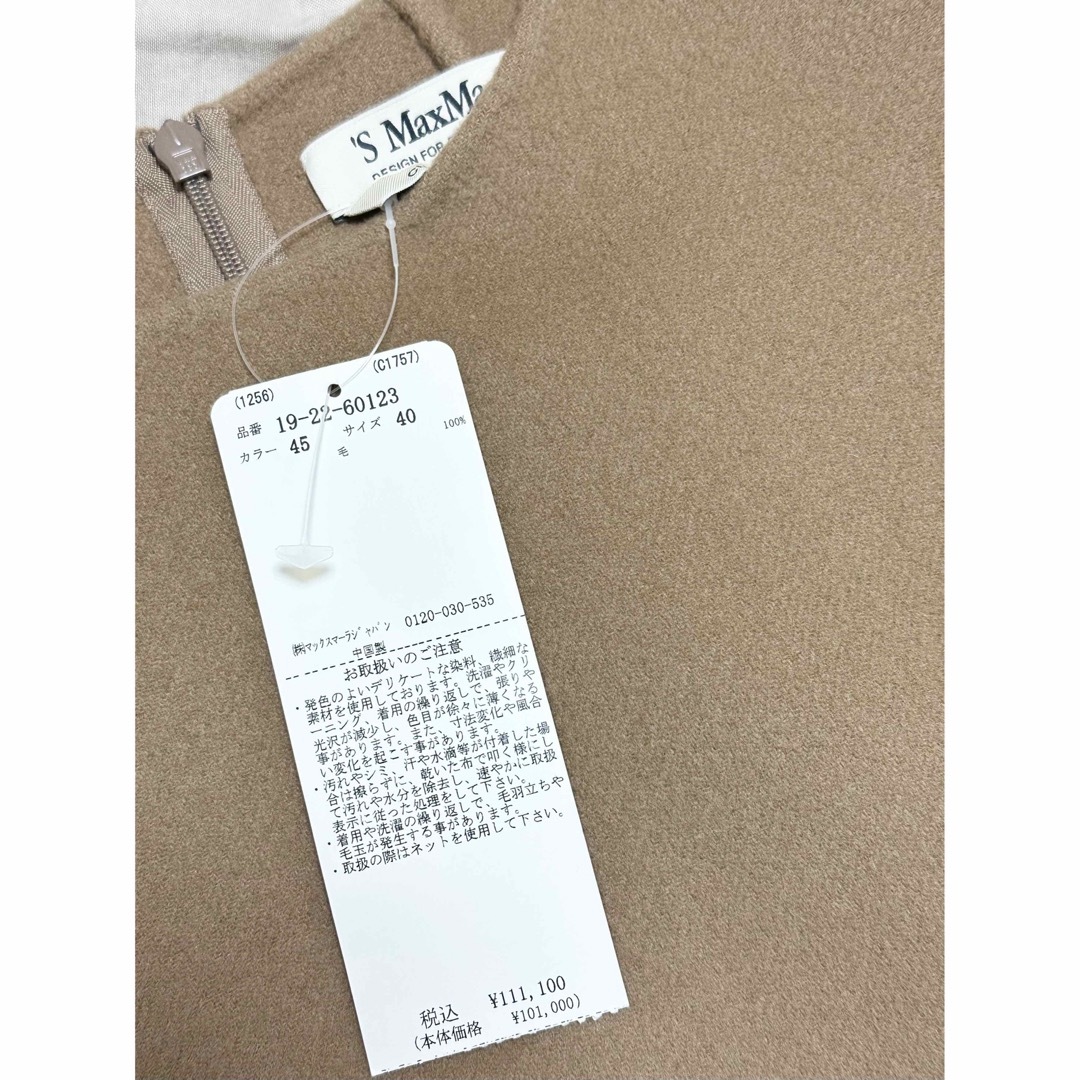 'S MaxMa
DESIGN FOR
(1256) (C1757)
品番 19-22-60123
カラー 45 サイズ 40
毛 100%
㈱マックスマーラジャパン 0120-030-535
中国製
お取扱いのご注意
・発色のよいデリケートな染料、繊細な
素材を使用しております。洗濯やクリ
ーニング、着用の繰り返しで、張りや
光沢が減少し、色目が徐々に薄くなる
事があります。また、寸法変化や風合
い変化を起こす事があります。
・汚れやシミ、汗や水滴等が付着した場
合は擦らずに、乾いた布で叩く様にし
て汚れや水分を除去し、速やかに取扱
表示に従った処理をして下さい。
・着用や洗濯の繰り返しで、毛羽立ちや
毛玉が発生する事があります。
・取扱の際はネットを使用して下さい。
税込 ¥111,100
(本体価格 ¥101,000)